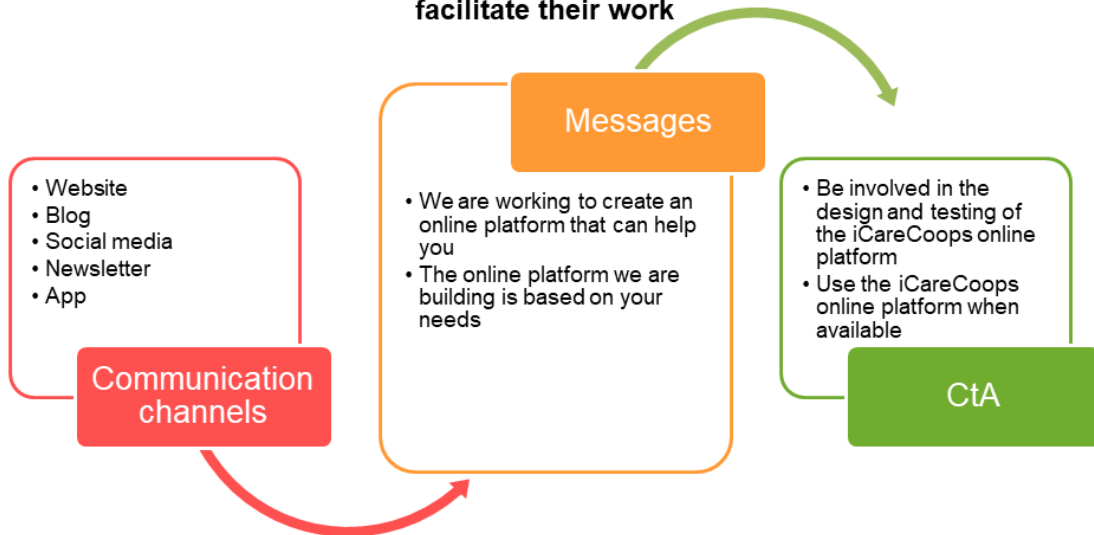 facilitate their work
Messages
• Website
• Blog
• Social media
• Newsletter
• App
Communication
channels
• We are working to create an
online platform that can help
you
• The online platform we are
building is based on your
needs
• Be involved in the
design and testing of
the iCareCoops online
platform
• Use the iCareCoops
online platform when
available
CtA